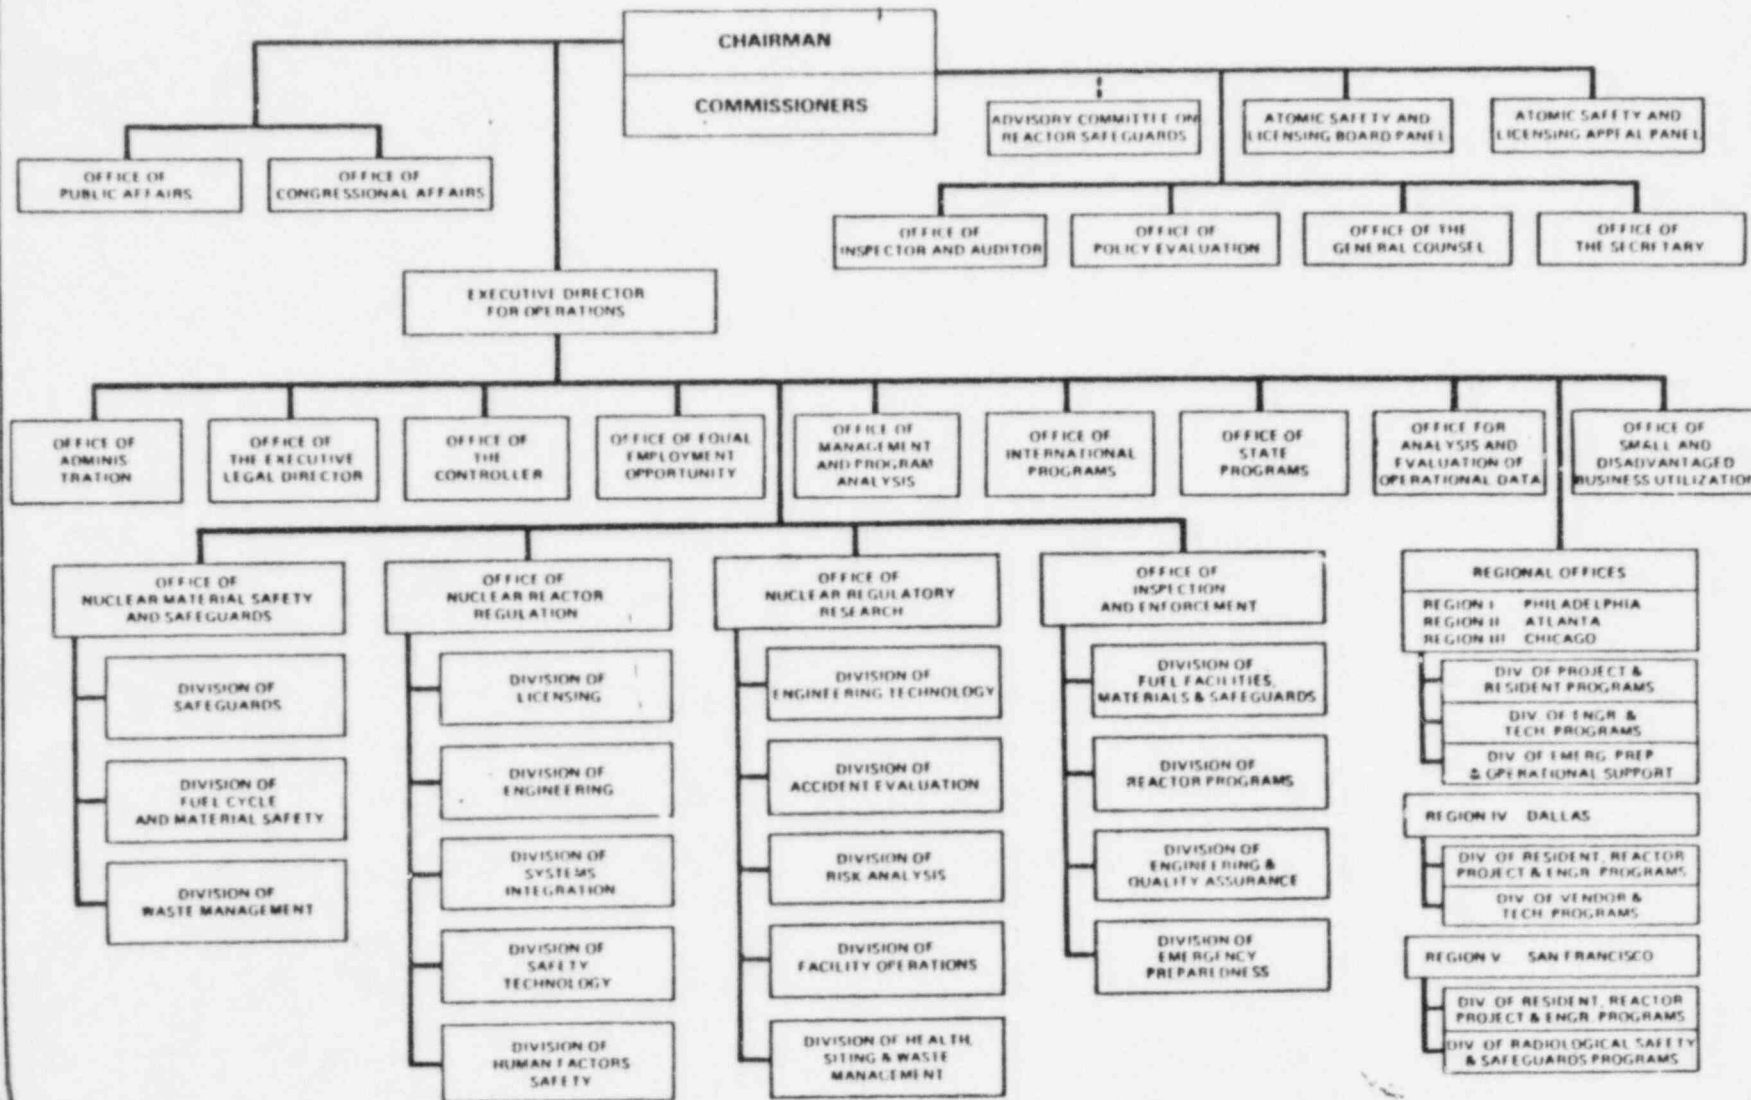 CHAIRMAN
COMMISSIONERS
ADVISORY COMMITTEE ON
REACTOR SAFEGUARDS
ATOMIC SAFETY AND
LICENSING BOARD PANEL
ATOMIC SAFETY AND
LICENSING APPEAL PANEL
OFFICE OF
PUBLIC AFFAIRS
OFFICE OF
CONGRESSIONAL AFFAIRS
OFFICE OF
INSPECTOR AND AUDITOR
OFFICE OF
POLICY EVALUATION
OFFICE OF THE
GENERAL COUNSEL
OFFICE OF
THE SECRETARY
EXECUTIVE DIRECTOR
FOR OPERATIONS
OFFICE OF
ADMINIS
TRATION
OFFICE OF
THE EXECUTIVE
LEGAL DIRECTOR
OFFICE OF
THE
CONTROLLER
OFFICE OF EQUAL
EMPLOYMENT
OPPORTUNITY
OFFICE OF
MANAGEMENT
AND PROGRAM
ANALYSIS
OFFICE OF
INTERNATIONAL
PROGRAMS
OFFICE OF
STATE
PROGRAMS
OFFICE FOR
ANALYSIS AND
EVALUATION OF
OPERATIONAL DATA
OFFICE OF
SMALL AND
DISADVANTAGED
BUSINESS UTILIZATION
OFFICE OF
NUCLEAR MATERIAL SAFETY
AND SAFEGUARDS
DIVISION OF
SAFEGUARDS
DIVISION OF
FUEL CYCLE
AND MATERIAL SAFETY
DIVISION OF
WASTE MANAGEMENT
OFFICE OF
NUCLEAR REACTOR
REGULATION
DIVISION OF
LICENSING
DIVISION OF
ENGINEERING
DIVISION OF
SYSTEMS
INTEGRATION
DIVISION OF
SAFETY
TECHNOLOGY
DIVISION OF
HUMAN FACTORS
SAFETY
OFFICE OF
NUCLEAR REGULATORY
RESEARCH
DIVISION OF
ENGINEERING TECHNOLOGY
DIVISION OF
ACCIDENT EVALUATION
DIVISION OF
RISK ANALYSIS
DIVISION OF
FACILITY OPERATIONS
DIVISION OF HEALTH,
SITING & WASTE
MANAGEMENT
OFFICE OF
INSPECTION
AND ENFORCEMENT
DIVISION OF
FUEL FACILITIES,
MATERIALS & SAFEGUARDS
DIVISION OF
REACTOR PROGRAMS
DIVISION OF
ENGINEERING &
QUALITY ASSURANCE
DIVISION OF
EMERGENCY
PREPAREDNESS
REGIONAL OFFICES
REGION I PHILADELPHIA
REGION II ATLANTA
REGION III CHICAGO
DIV OF PROJECT &
RESIDENT PROGRAMS
DIV OF ENGR &
TECH. PROGRAMS
DIV OF EMERG. PREP
& OPERATIONAL SUPPORT
REGION IV DALLAS
DIV OF RESIDENT, REACTOR
PROJECT & ENGR. PROGRAMS
DIV OF VENDOR &
TECH. PROGRAMS
REGION V SAN FRANCISCO
DIV OF RESIDENT, REACTOR
PROJECT & ENGR. PROGRAMS
DIV OF RADIOLOGICAL SAFETY
& SAFEGUARDS PROGRAMS